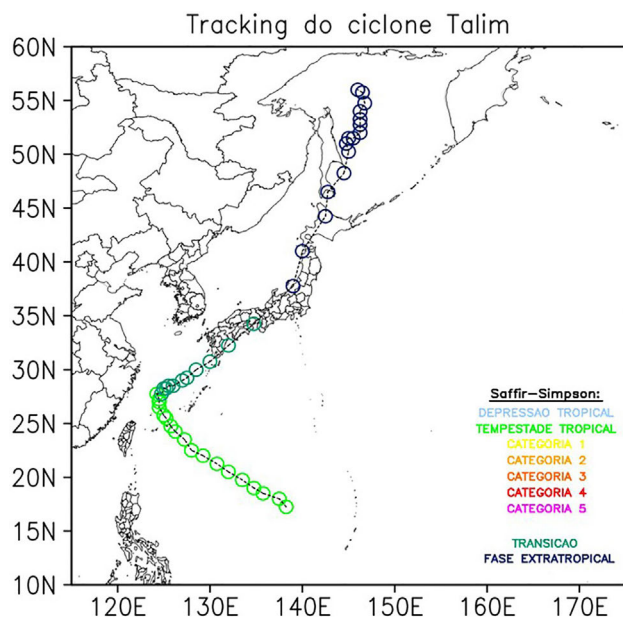 Tracking do ciclone Talim
60N
55N
50N
45N
40N
35N
30N
25N
20N
15N
10N
Saffir–Simpson:
DEPRESSAO TROPICAL
TEMPESTADE TROPICAL
CATEGORIA 1
CATEGORIA 2
CATEGORIA 3
CATEGORIA 4
CATEGORIA 5
TRANSICAO
FASE EXTRATROPICAL
120E 130E 140E 150E 160E 170E